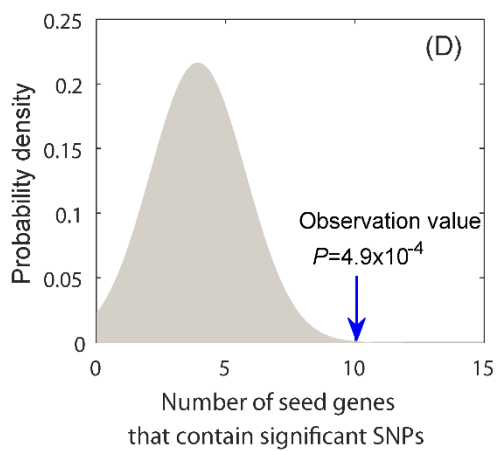 (D)
Probability density
0.25
0.2
0.15
0.1
0.05
0
Observation value
P=4.9x10⁻⁴
0 5 10 15
Number of seed genes
that contain significant SNPs